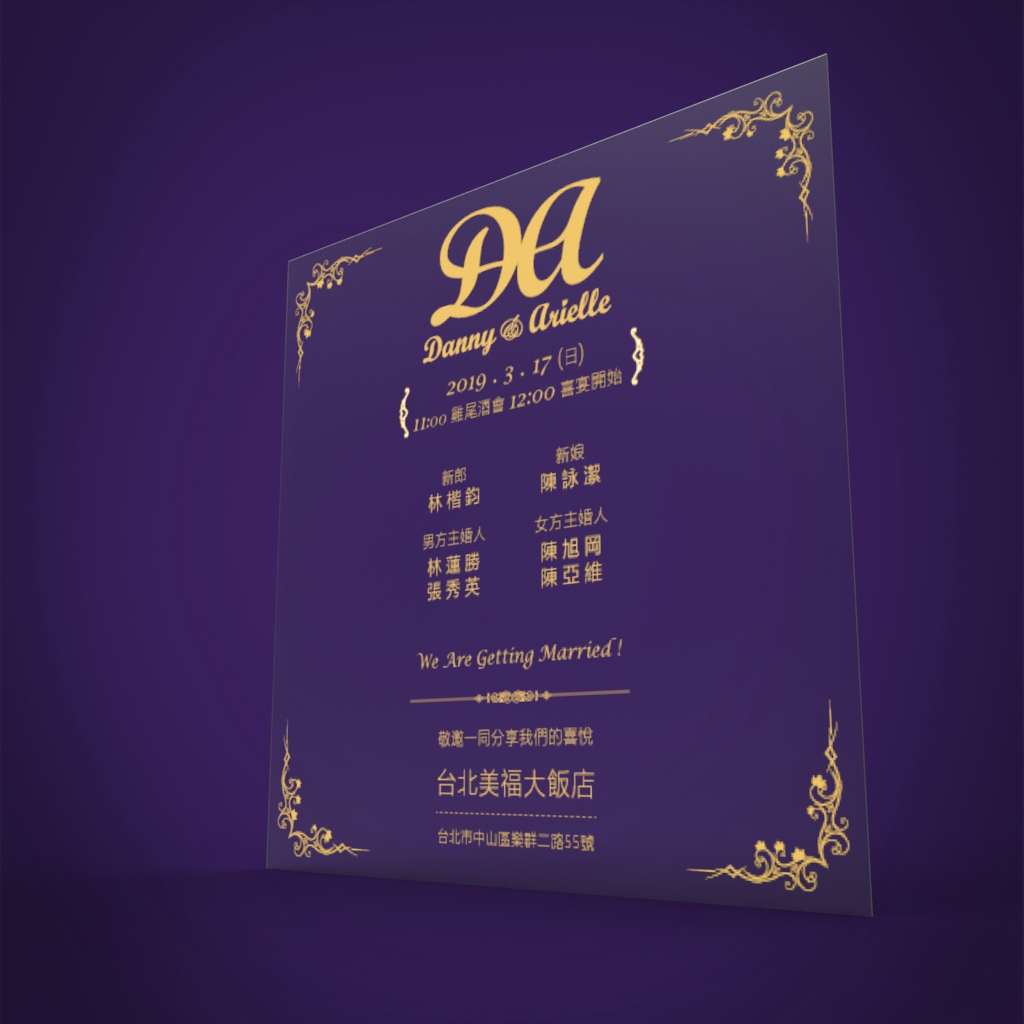 DA
Danny & Arielle
2019 . 3 . 17 (日)
11:00 雞尾酒會 12:00 喜宴開始
新郎
林楷鈞
新娘
陳詠潔
男方主婚人
林蓮勝
張秀英
女方主婚人
陳旭岡
陳亞維
We Are Getting Married !
敬邀一同分享我們的喜悅
台北美福大飯店
台北市中山區樂群二路55號